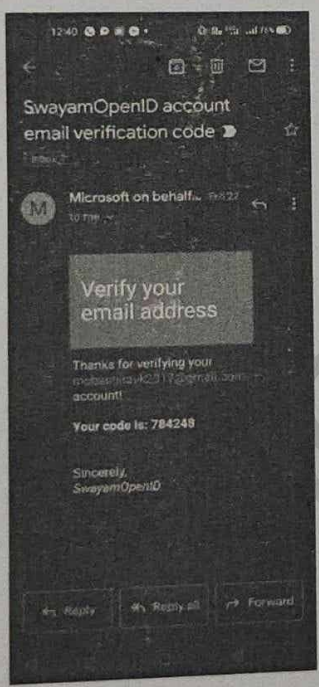 12:40
SwayamOpenID account
email verification code
Inbox
M
Microsoft on behalf...
to me
Verify your
email address
Thanks for verifying your
account!
Your code is: 784248
Sincerely,
SwayamOpenID
Reply
Reply all
Forward